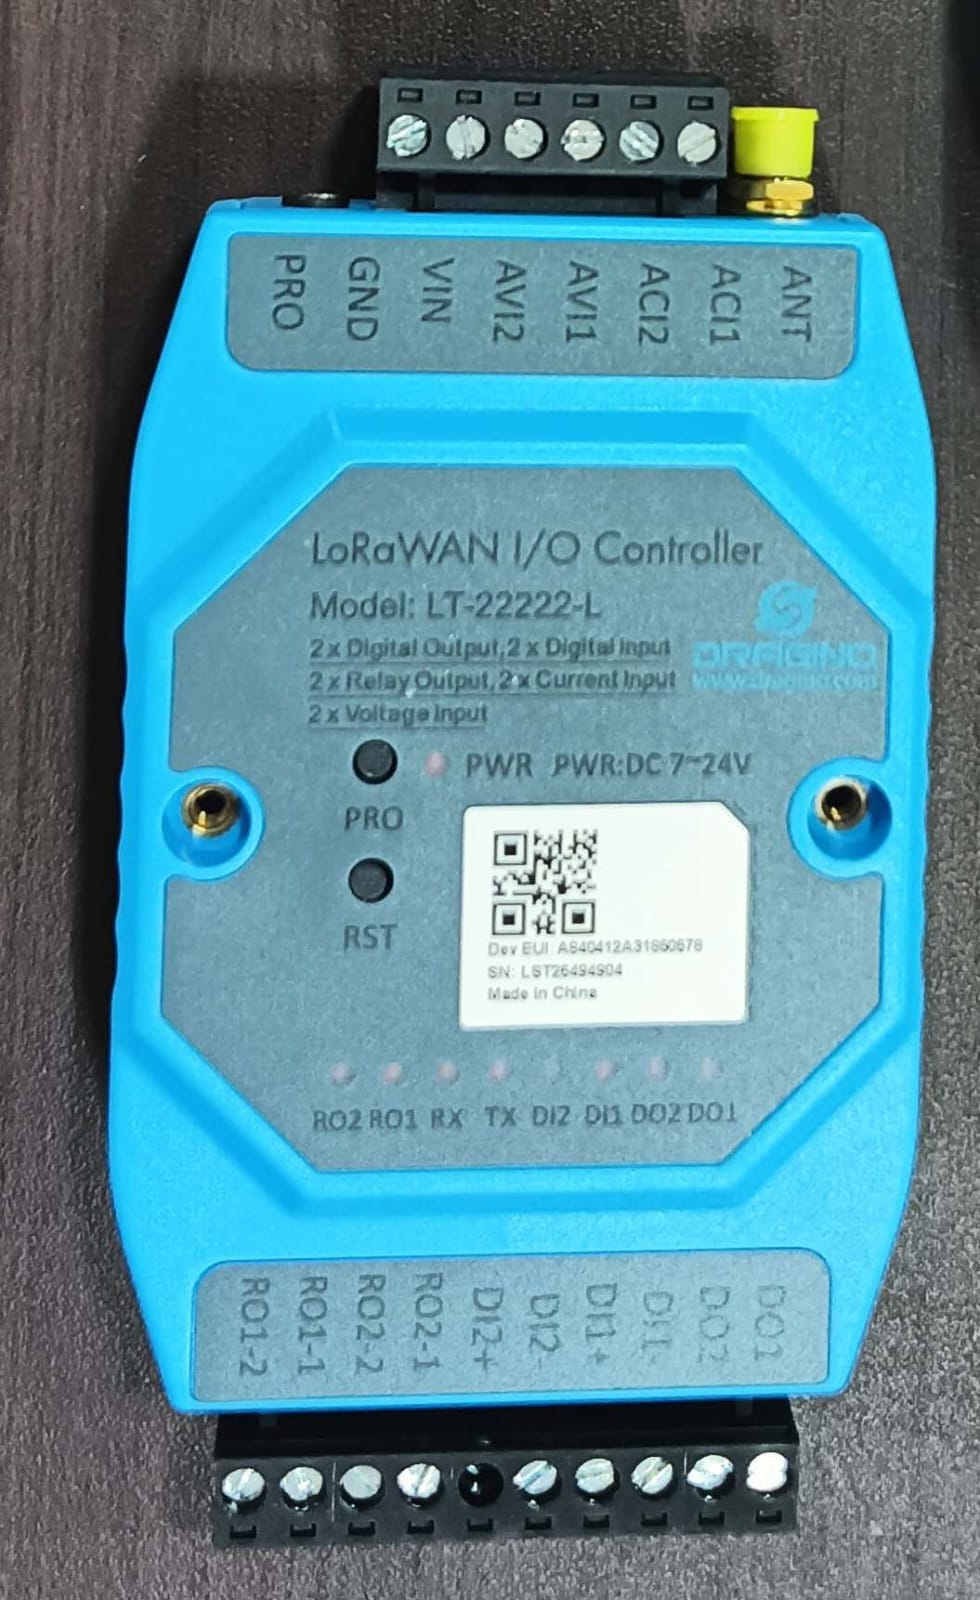 PRO GND VIN AVI2 AVI1 ACI2 ACI1 ANT
LoRaWAN I/O Controller
Model: LT-22222-L
2 x Digital Output, 2 x Digital Input
2 x Relay Output, 2 x Current Input
2 x Voltage Input
DRAGINO
www.dragino.com
PWR PWR:DC 7~24V
PRO
RST
Dev EUI: A840412A31860678
SN: LST26494904
Made in China
RO2 RO1 RX TX DI2 DI1 DO2 DO1
RO1-2 RO1-1 RO2-2 RO2-1 DI2+ DI2- DI1+ DI1- DO2 DO1